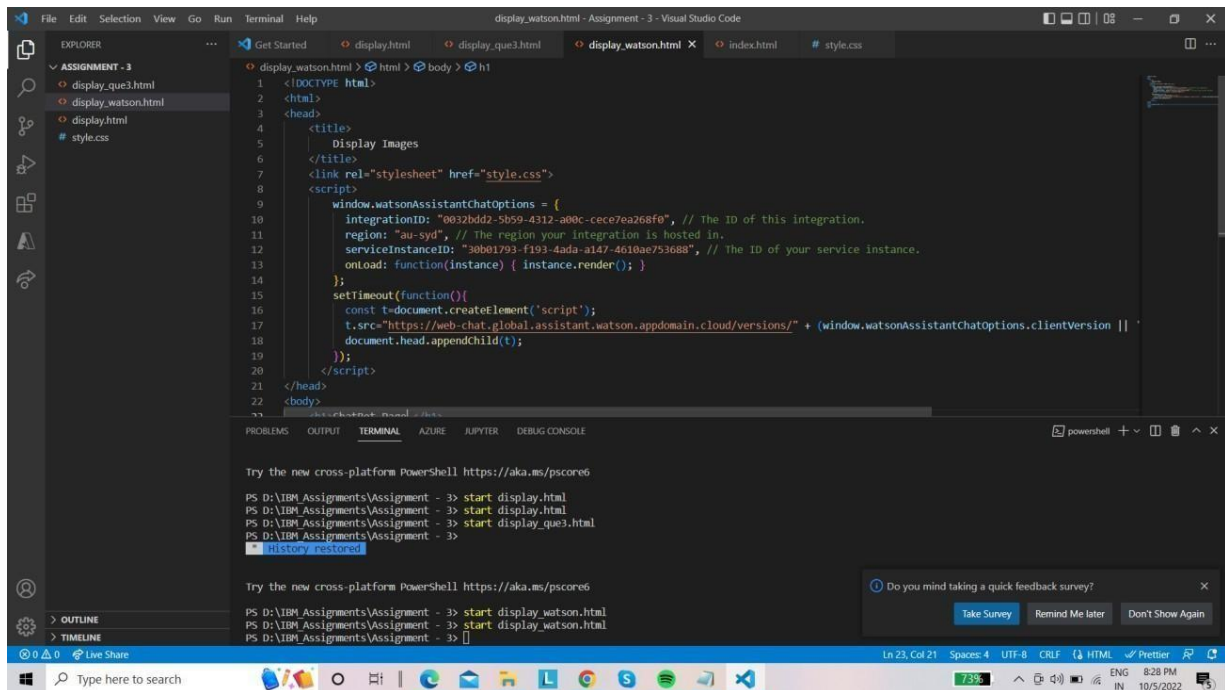 File Edit Selection View Go Run Terminal Help
display_watson.html - Assignment - 3 - Visual Studio Code
EXPLORER
Get Started
display.html
display_que3.html
display_watson.html
index.html
# style.css
ASSIGNMENT - 3
display_que3.html
display_watson.html
display.html
# style.css
display_watson.html > html > body > h1
1 <!DOCTYPE html>
2 <html>
3 <head>
4 <title>
5 Display Images
6 </title>
7 <link rel="stylesheet" href="style.css">
8 <script>
9 window.watsonAssistantChatOptions = {
10 integrationID: "0032bdd2-5b59-4312-a00c-cece7ea268f0", // The ID of this integration.
11 region: "au-syd", // The region your integration is hosted in.
12 serviceInstanceID: "30b01793-f193-4ada-a147-4610ae753688", // The ID of your service instance.
13 onLoad: function(instance) { instance.render(); }
14 };
15 setTimeout(function(){
16 const t=document.createElement('script');
17 t.src="https://web-chat.global.assistant.watson.appdomain.cloud/versions/" + (window.watsonAssistantChatOptions.clientVersion || '
18 document.head.appendChild(t);
19 });
20 </script>
21 </head>
22 <body>
23 <h1>ChatBot Page </h1>
PROBLEMS OUTPUT TERMINAL AZURE JUPYTER DEBUG CONSOLE
powershell
Try the new cross-platform PowerShell https://aka.ms/pscore6
PS D:\IBM_Assignments\Assignment - 3> start display.html
PS D:\IBM_Assignments\Assignment - 3> start display.html
PS D:\IBM_Assignments\Assignment - 3> start display_que3.html
PS D:\IBM_Assignments\Assignment - 3>
* History restored
Try the new cross-platform PowerShell https://aka.ms/pscore6
PS D:\IBM_Assignments\Assignment - 3> start display_watson.html
PS D:\IBM_Assignments\Assignment - 3> start display_watson.html
PS D:\IBM_Assignments\Assignment - 3>
Do you mind taking a quick feedback survey?
Take Survey Remind Me later Don't Show Again
OUTLINE
TIMELINE
0 0 Live Share
Ln 23, Col 21 Spaces: 4 UTF-8 CRLF HTML Prettier
Type here to search
73%
ENG
IN
8:28 PM
10/5/2022
5